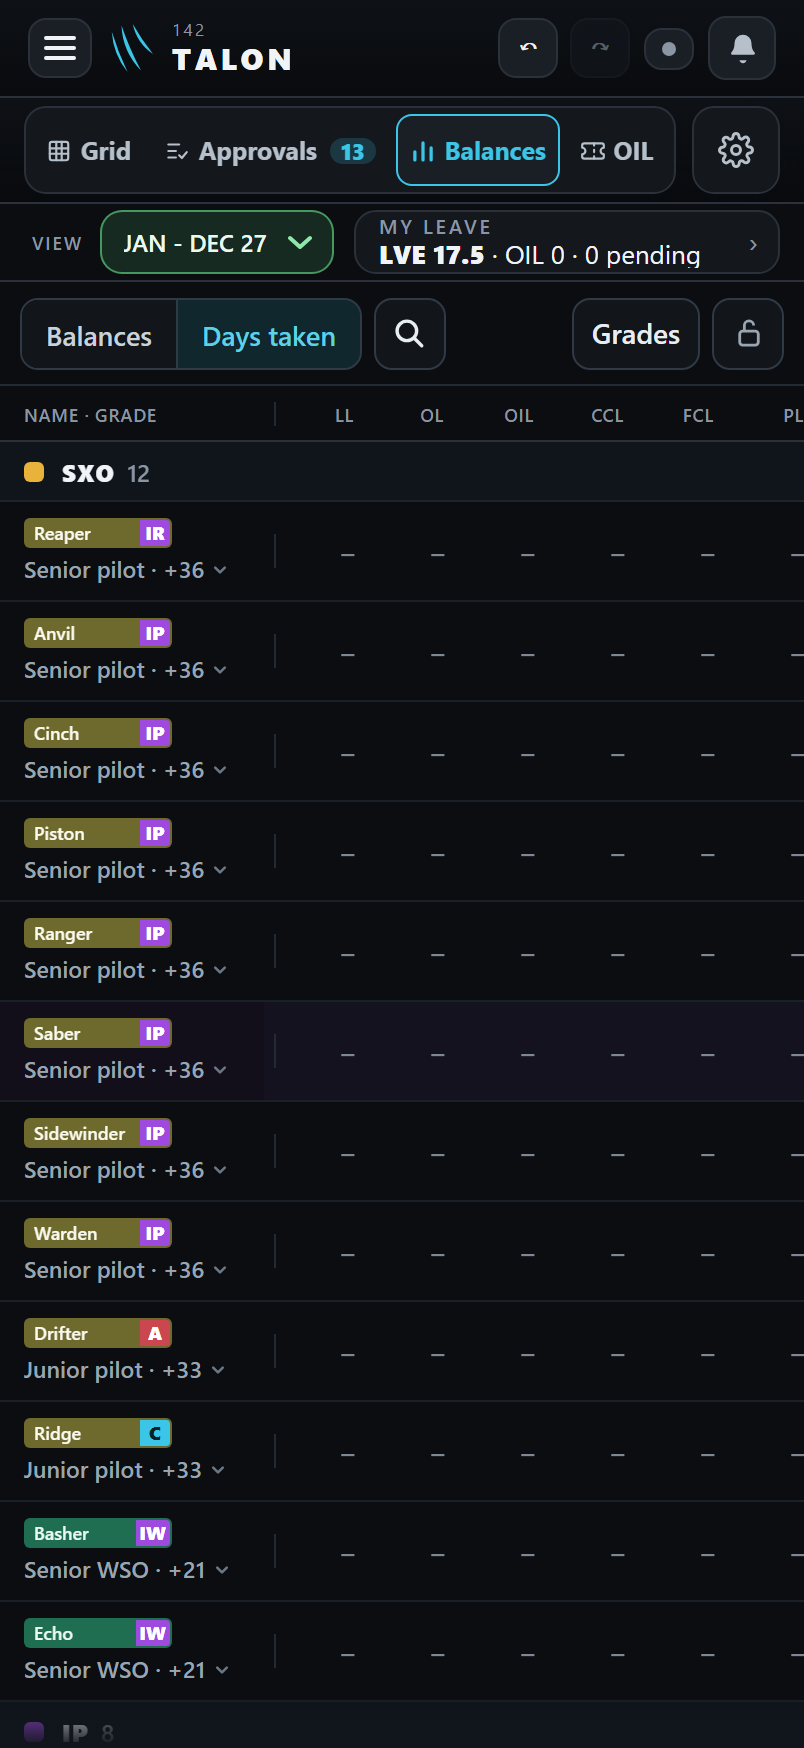 142
TALON
Grid
Approvals 13
Balances
OIL
VIEW
JAN - DEC 27
MY LEAVE
LVE 17.5 · OIL 0 · 0 pending
Balances
Days taken
Grades
NAME · GRADE LL OL OIL CCL FCL PL
SXO 12
Reaper IR
Senior pilot · +36
– – – – – –
Anvil IP
Senior pilot · +36
– – – – – –
Cinch IP
Senior pilot · +36
– – – – – –
Piston IP
Senior pilot · +36
– – – – – –
Ranger IP
Senior pilot · +36
– – – – – –
Saber IP
Senior pilot · +36
– – – – – –
Sidewinder IP
Senior pilot · +36
– – – – – –
Warden IP
Senior pilot · +36
– – – – – –
Drifter A
Junior pilot · +33
– – – – – –
Ridge C
Junior pilot · +33
– – – – – –
Basher IW
Senior WSO · +21
– – – – – –
Echo IW
Senior WSO · +21
– – – – – –
IP 8